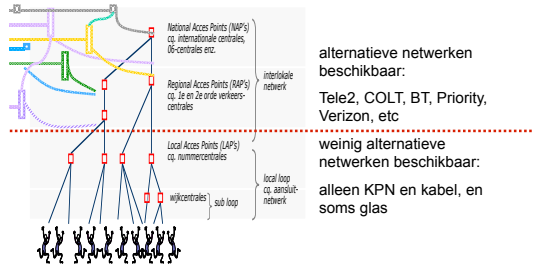 National Acces Points (NAP's)
cq. internationale centrales,
06-centrales enz.
Regional Acces Points (RAP's)
cq. 1e en 2e orde verkeers-
centrales
interlokale
netwerk
Local Acces Points (LAP's)
cq. nummercentrales
wijkcentrales
sub loop
local loop
cq. aansluit-
netwerk
alternatieve netwerken
beschikbaar:
Tele2, COLT, BT, Priority,
Verizon, etc
weinig alternatieve
netwerken beschikbaar:
alleen KPN en kabel, en
soms glas